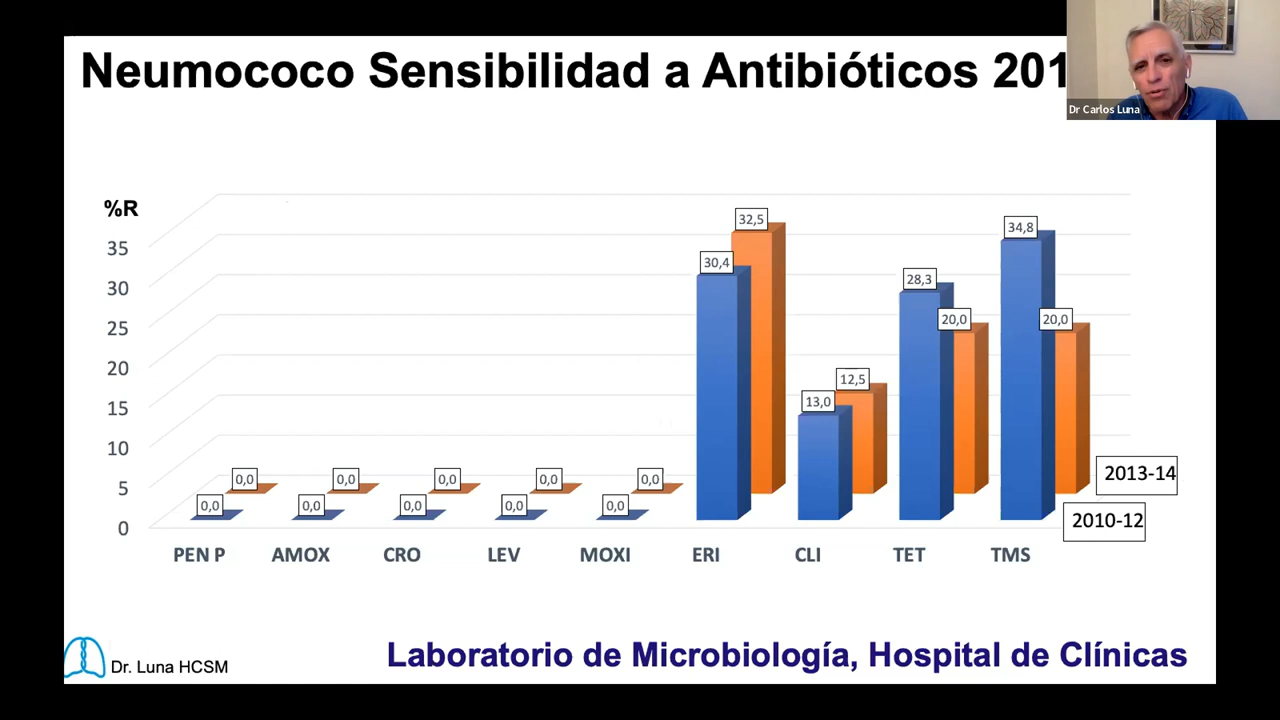 Neumococo Sensibilidad a Antibióticos 201
Dr Carlos Luna
%R
35
30
25
20
15
10
5
0
32,5
30,4
34,8
28,3
20,0
20,0
12,5
13,0
0,0
0,0
0,0
0,0
0,0
0,0
0,0
0,0
0,0
0,0
2013-14
2010-12
PEN P
AMOX
CRO
LEV
MOXI
ERI
CLI
TET
TMS
Dr. Luna HCSM
Laboratorio de Microbiología, Hospital de Clínicas